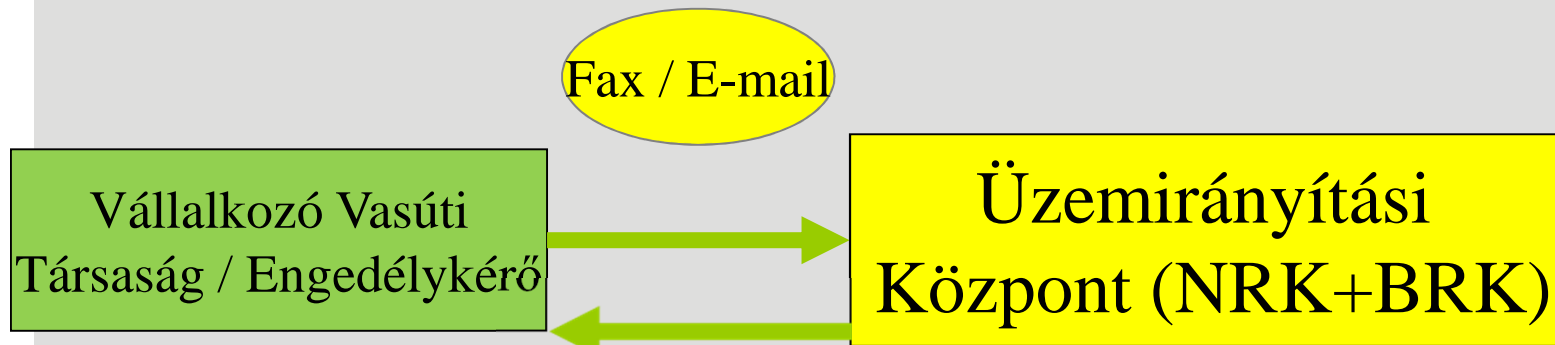 Fax / E-mail
Vállalkozó Vasúti
Társaság / Engedélykérő
Üzemirányítási
Központ (NRK+BRK)